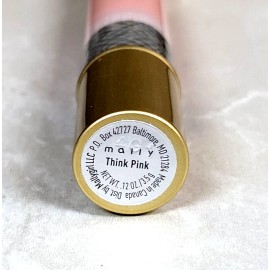 Dist. by Mallygirl LLC P.O. Box 42727 Baltimore, MD 21284
mally
Think Pink
Made in Canada
NET WT. .12 OZ / 3.5 g